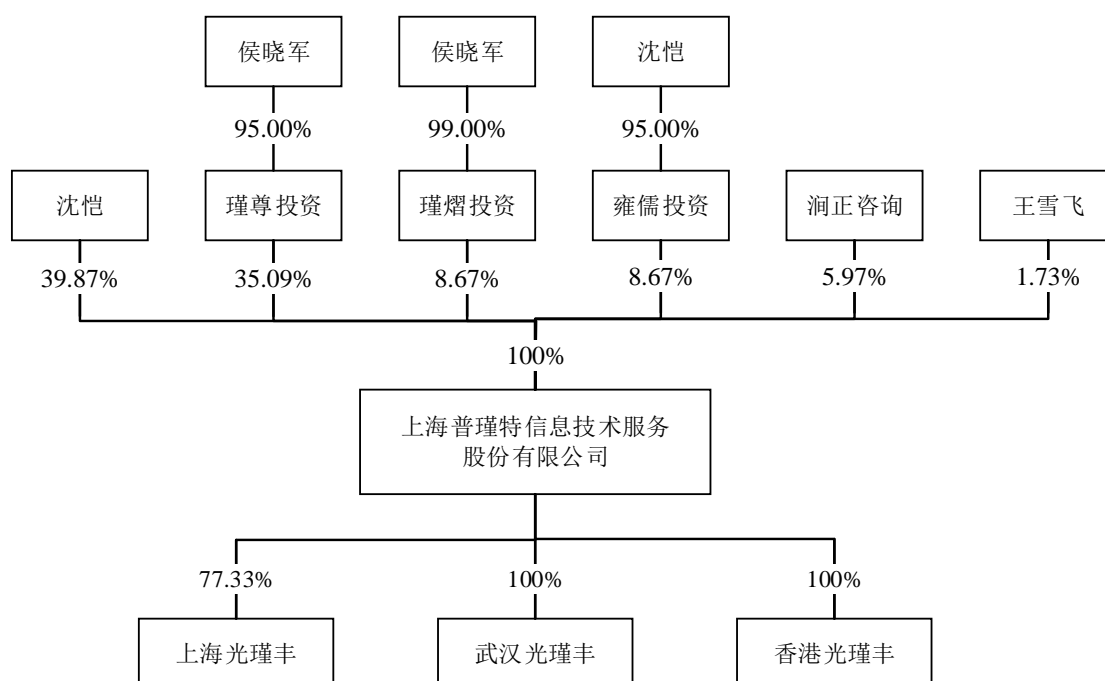 侯晓军
侯晓军
沈恺
95.00%
99.00%
95.00%
沈恺
瑾尊投资
瑾熠投资
雍儒投资
涧正咨询
王雪飞
39.87%
35.09%
8.67%
8.67%
5.97%
1.73%
100%
上海普瑾特信息技术服务
股份有限公司
77.33%
100%
100%
上海光瑾丰
武汉光瑾丰
香港光瑾丰